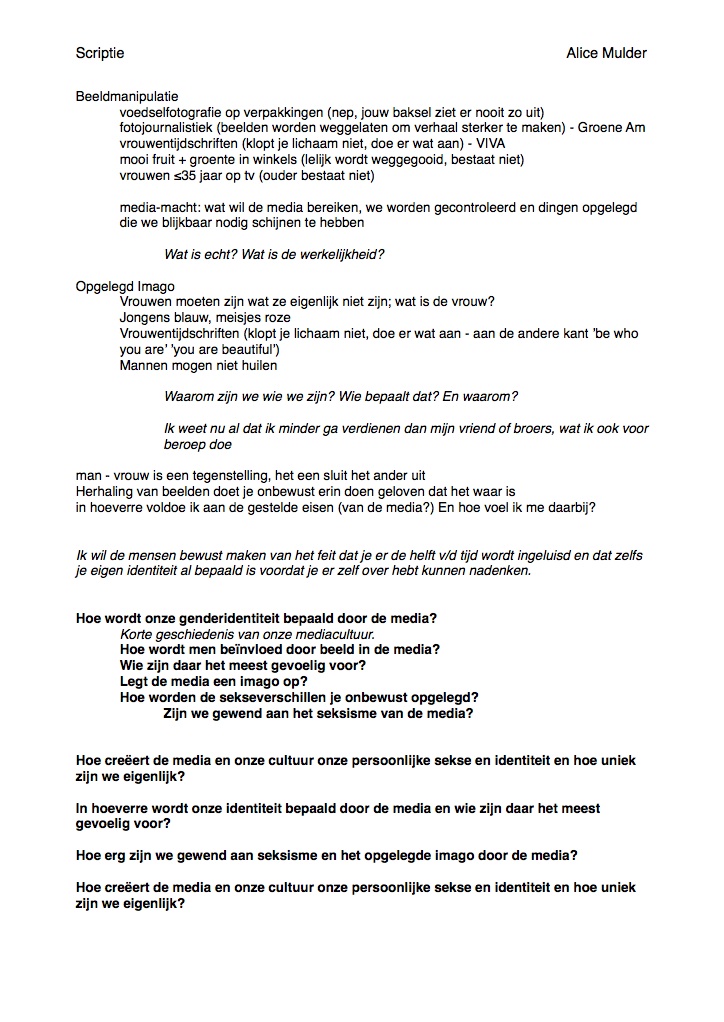 Scriptie Alice Mulder
Beeldmanipulatie
voedselfotografie op verpakkingen (nep, jouw baksel ziet er nooit zo uit)
fotojournalistiek (beelden worden weggelaten om verhaal sterker te maken) - Groene Am
vrouwentijdschriften (klopt je lichaam niet, doe er wat aan) - VIVA
mooi fruit + groente in winkels (lelijk wordt weggegooid, bestaat niet)
vrouwen ≤35 jaar op tv (ouder bestaat niet)
media-macht: wat wil de media bereiken, we worden gecontroleerd en dingen opgelegd
die we blijkbaar nodig schijnen te hebben
Wat is echt? Wat is de werkelijkheid?
Opgelegd Imago
Vrouwen moeten zijn wat ze eigenlijk niet zijn; wat is de vrouw?
Jongens blauw, meisjes roze
Vrouwentijdschriften (klopt je lichaam niet, doe er wat aan - aan de andere kant 'be who
you are' 'you are beautiful')
Mannen mogen niet huilen
Waarom zijn we wie we zijn? Wie bepaalt dat? En waarom?
Ik weet nu al dat ik minder ga verdienen dan mijn vriend of broers, wat ik ook voor
beroep doe
man - vrouw is een tegenstelling, het een sluit het ander uit
Herhaling van beelden doet je onbewust erin doen geloven dat het waar is
in hoeverre voldoe ik aan de gestelde eisen (van de media?) En hoe voel ik me daarbij?
Ik wil de mensen bewust maken van het feit dat je er de helft v/d tijd wordt ingeluisd en dat zelfs
je eigen identiteit al bepaald is voordat je er zelf over hebt kunnen nadenken.
Hoe wordt onze genderidentiteit bepaald door de media?
Korte geschiedenis van onze mediacultuur.
Hoe wordt men beïnvloed door beeld in de media?
Wie zijn daar het meest gevoelig voor?
Legt de media een imago op?
Hoe worden de sekseverschillen je onbewust opgelegd?
Zijn we gewend aan het seksisme van de media?
Hoe creëert de media en onze cultuur onze persoonlijke sekse en identiteit en hoe uniek
zijn we eigenlijk?
In hoeverre wordt onze identiteit bepaald door de media en wie zijn daar het meest
gevoelig voor?
Hoe erg zijn we gewend aan seksisme en het opgelegde imago door de media?
Hoe creëert de media en onze cultuur onze persoonlijke sekse en identiteit en hoe uniek
zijn we eigenlijk?